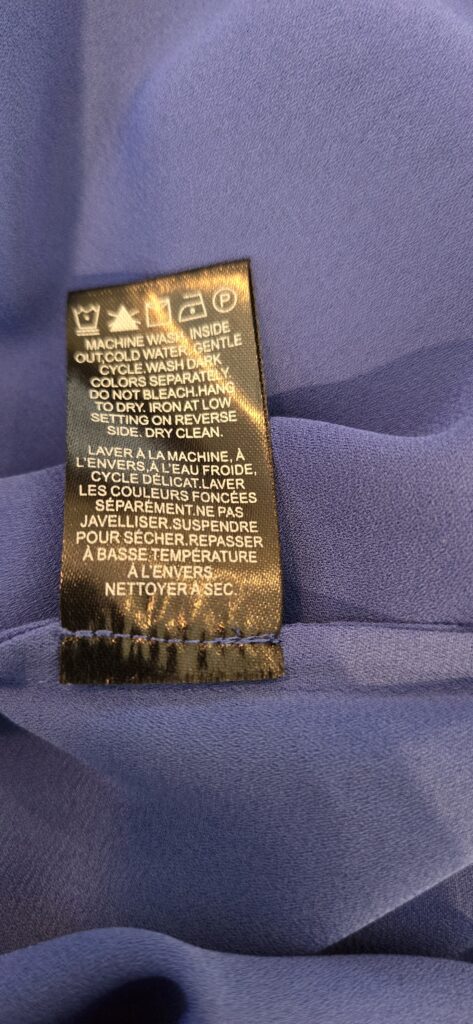 P
MACHINE WASH, INSIDE
OUT,COLD WATER, GENTLE
CYCLE.WASH DARK
COLORS SEPARATELY.
DO NOT BLEACH.HANG
TO DRY. IRON AT LOW
SETTING ON REVERSE
SIDE. DRY CLEAN.
LAVER À LA MACHINE, À
L'ENVERS,À L'EAU FROIDE,
CYCLE DÉLICAT.LAVER
LES COULEURS FONCÉES
SÉPARÉMENT.NE PAS
JAVELLISER.SUSPENDRE
POUR SÉCHER.REPASSER
À BASSE TEMPÉRATURE
À L'ENVERS.
NETTOYER À SEC.